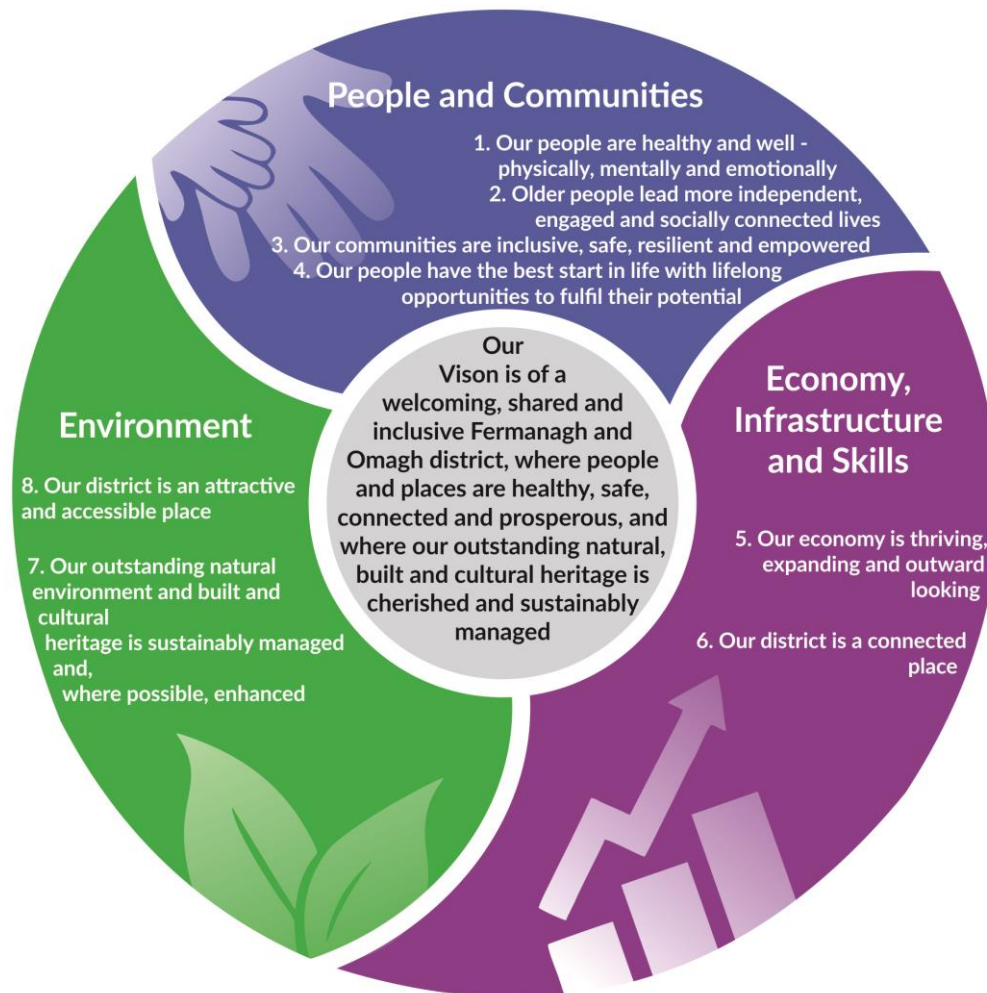 People and Communities
1. Our people are healthy and well -
physically, mentally and emotionally
2. Older people lead more independent,
engaged and socially connected lives
3. Our communities are inclusive, safe, resilient and empowered
4. Our people have the best start in life with lifelong
opportunities to fulfil their potential
Economy,
Infrastructure
and Skills
5. Our economy is thriving,
expanding and outward
looking
6. Our district is a connected
place
Environment
8. Our district is an attractive
and accessible place
7. Our outstanding natural
environment and built and
cultural
heritage is sustainably managed
and,
where possible, enhanced
Our
Vison is of a
welcoming, shared and
inclusive Fermanagh and
Omagh district, where people
and places are healthy, safe,
connected and prosperous, and
where our outstanding natural,
built and cultural heritage is
cherished and sustainably
managed